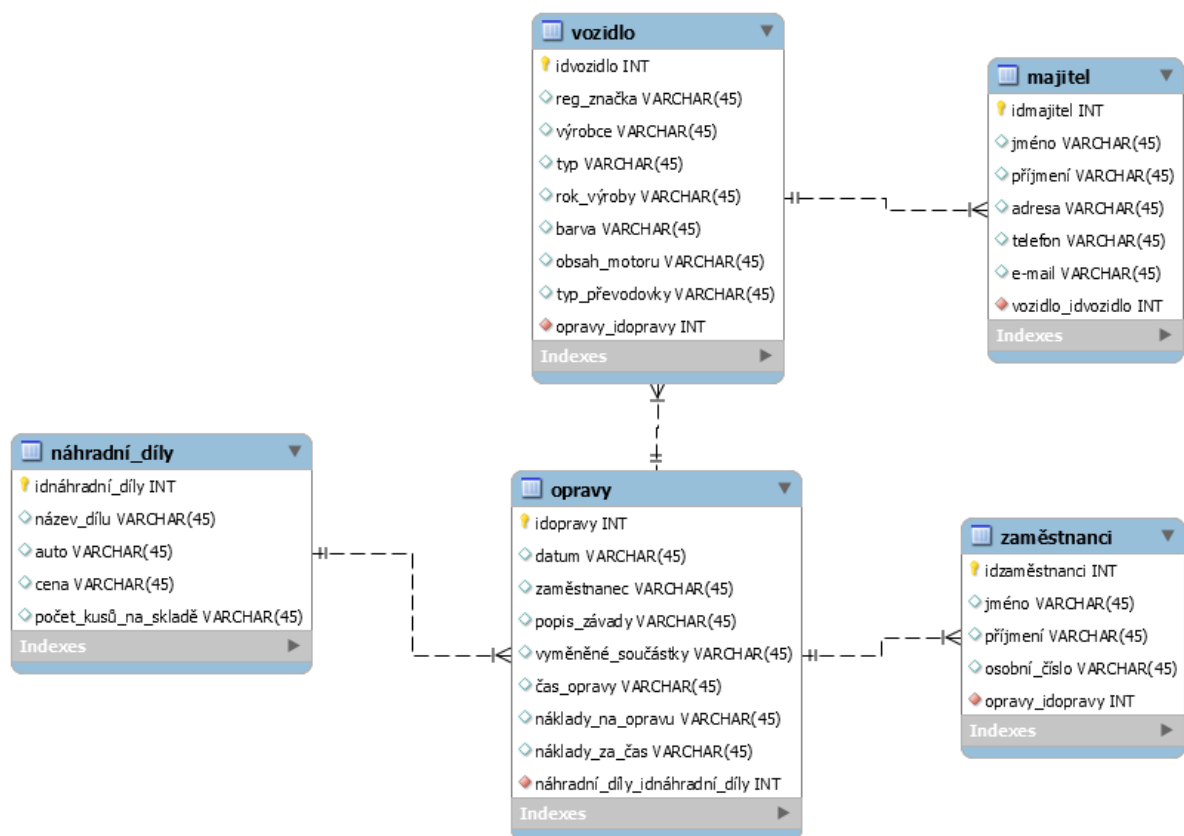 vozidlo
idvozidlo INT
reg_značka VARCHAR(45)
výrobce VARCHAR(45)
typ VARCHAR(45)
rok_výroby VARCHAR(45)
barva VARCHAR(45)
obsah_motoru VARCHAR(45)
typ_převodovky VARCHAR(45)
opravy_idopravy INT
Indexes
majitel
idmajitel INT
jméno VARCHAR(45)
příjmení VARCHAR(45)
adresa VARCHAR(45)
telefon VARCHAR(45)
e-mail VARCHAR(45)
vozidlo_idvozidlo INT
Indexes
náhradní_díly
idnáhradní_díly INT
název_dílu VARCHAR(45)
auto VARCHAR(45)
cena VARCHAR(45)
počet_kusů_na_skladě VARCHAR(45)
Indexes
opravy
idopravy INT
datum VARCHAR(45)
zaměstnanec VARCHAR(45)
popis_závady VARCHAR(45)
vyměněné_součástky VARCHAR(45)
čas_opravy VARCHAR(45)
náklady_na_opravu VARCHAR(45)
náklady_za_čas VARCHAR(45)
náhradní_díly_idnáhradní_díly INT
Indexes
zaměstnanci
idzaměstnanci INT
jméno VARCHAR(45)
příjmení VARCHAR(45)
osobní_číslo VARCHAR(45)
opravy_idopravy INT
Indexes